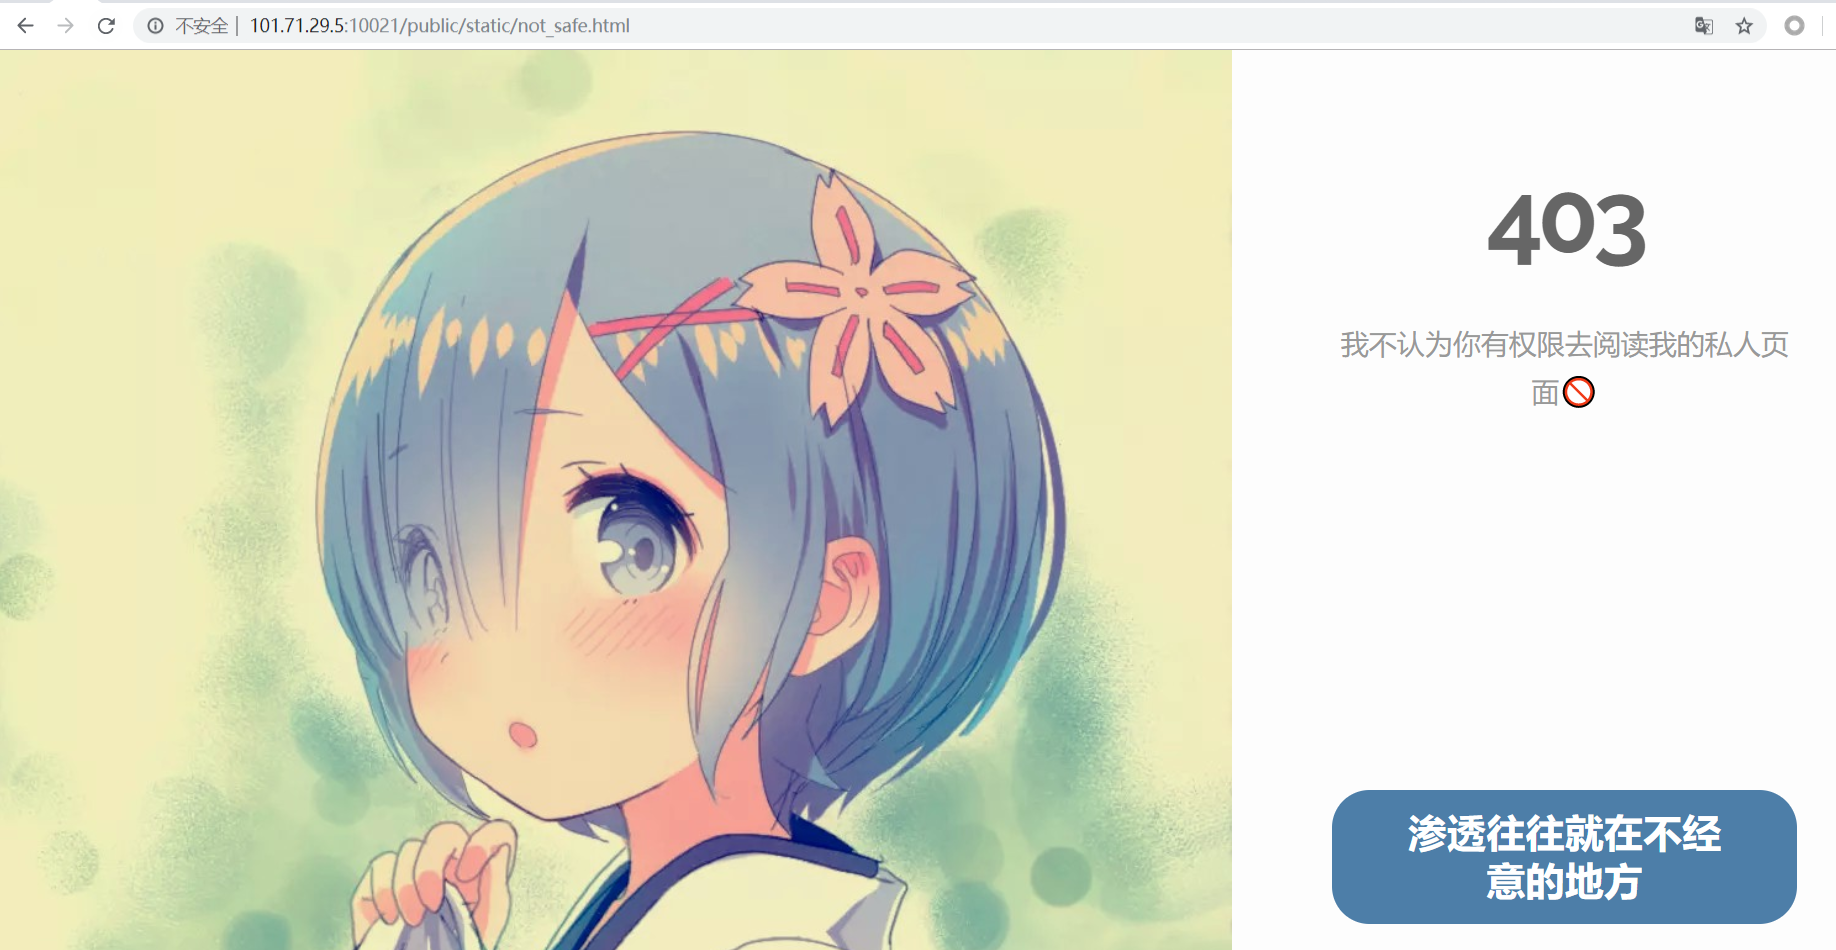 不安全 | 101.71.29.5:10021/public/static/not_safe.html
403
我不认为你有权限去阅读我的私人页
面🚫
渗透往往就在不经
意的地方